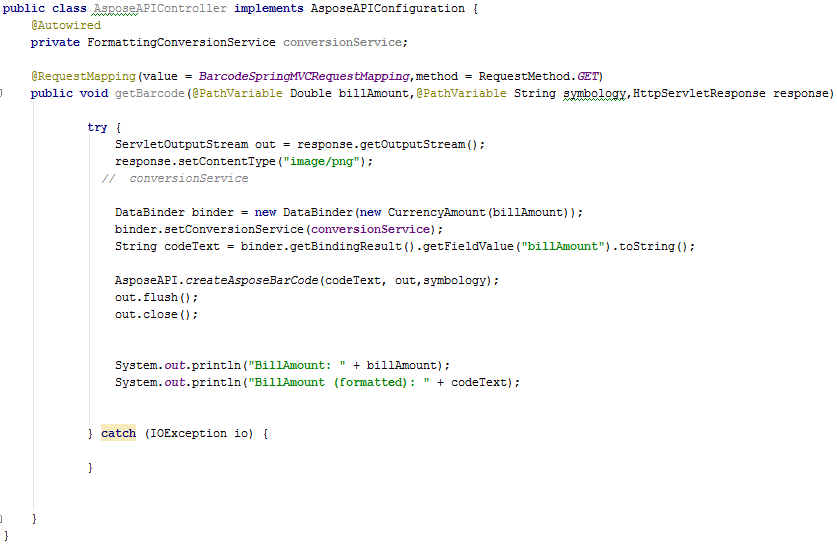 public class AsposeAPIController implements AsposeAPIConfiguration {
@Autowired
private FormattingConversionService conversionService;
@RequestMapping(value = BarcodeSpringMVCRequestMapping,method = RequestMethod.GET)
public void getBarcode(@PathVariable Double billAmount,@PathVariable String symbology,HttpServletResponse response)
try {
ServletOutputStream out = response.getOutputStream();
response.setContentType("image/png");
// conversionService
DataBinder binder = new DataBinder(new CurrencyAmount(billAmount));
binder.setConversionService(conversionService);
String codeText = binder.getBindingResult().getFieldValue("billAmount").toString();
AsposeAPI.createAsposeBarCode(codeText, out,symbology);
out.flush();
out.close();
System.out.println("BillAmount: " + billAmount);
System.out.println("BillAmount (formatted): " + codeText);
} catch (IOException io) {
}
}
}